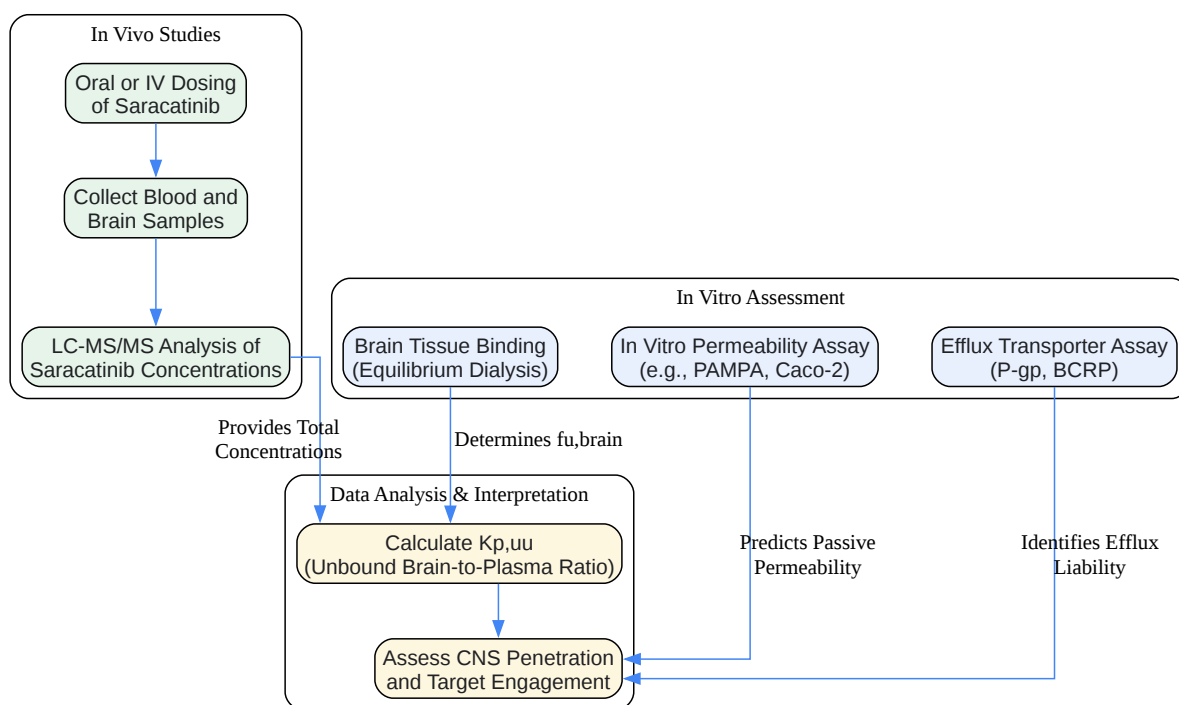 In Vivo Studies
Oral or IV Dosing
of Saracatinib
Collect Blood and
Brain Samples
LC-MS/MS Analysis of
Saracatinib Concentrations
In Vitro Assessment
Brain Tissue Binding
(Equilibrium Dialysis)
In Vitro Permeability Assay
(e.g., PAMPA, Caco-2)
Efflux Transporter Assay
(P-gp, BCRP)
Provides Total
Concentrations
Determines fu,brain
Predicts Passive
Permeability
Identifies Efflux
Liability
Data Analysis & Interpretation
Calculate Kp,uu
(Unbound Brain-to-Plasma Ratio)
Assess CNS Penetration
and Target Engagement